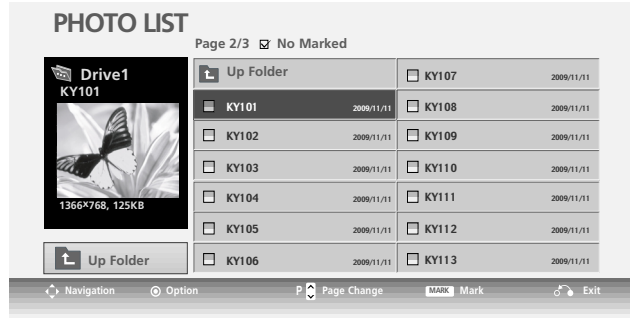 PHOTO LIST
Page 2/3 No Marked
Drive1
KY101
1366x768, 125KB
Up Folder
Up Folder
KY101 2009/11/11
KY102 2009/11/11
KY103 2009/11/11
KY104 2009/11/11
KY105 2009/11/11
KY106 2009/11/11
KY107 2009/11/11
KY108 2009/11/11
KY109 2009/11/11
KY110 2009/11/11
KY111 2009/11/11
KY112 2009/11/11
KY113 2009/11/11
Navigation Option P Page Change MARK Mark Exit